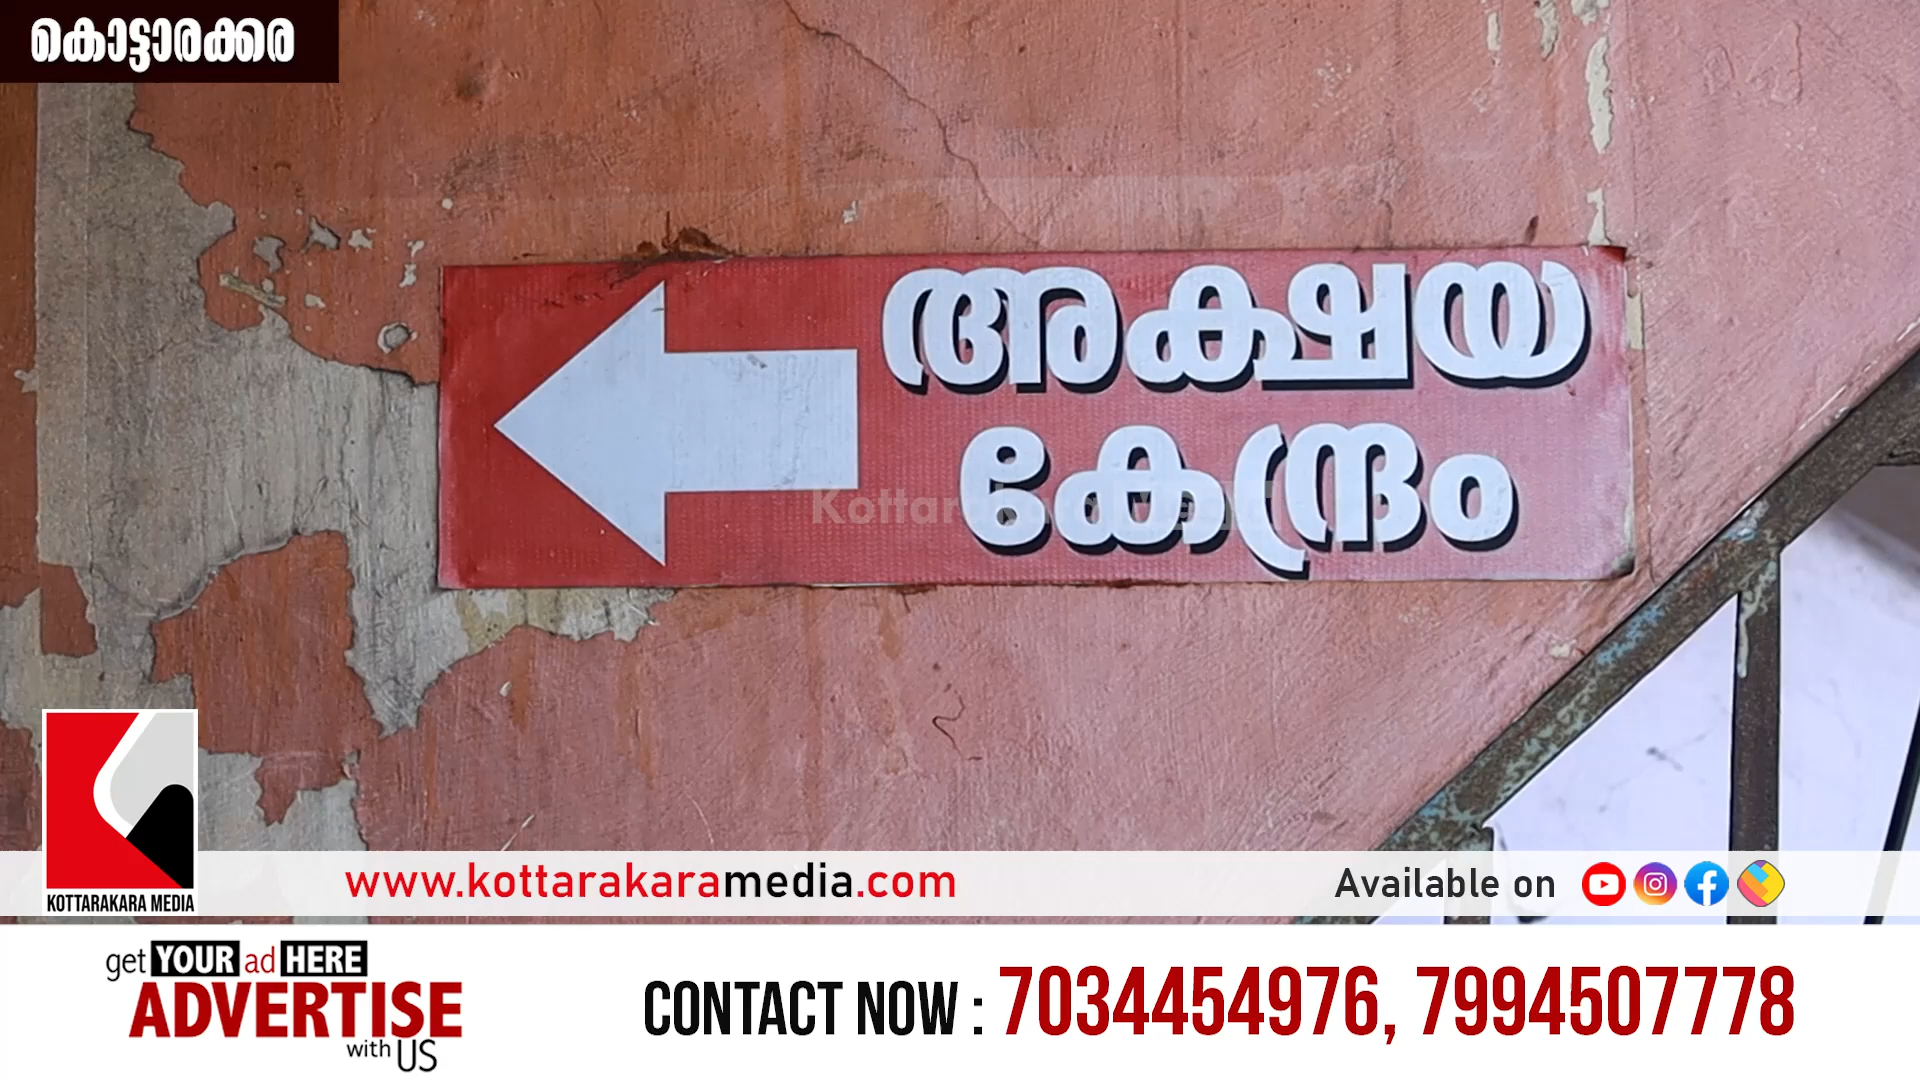 കൊട്ടാരക്കര
അക്ഷയ
കേന്ദ്രം
KOTTARAKARA MEDIA
www.kottarakaramedia.com
Available on
get YOUR ad HERE
ADVERTISE
with US
CONTACT NOW : 7034454976, 7994507778